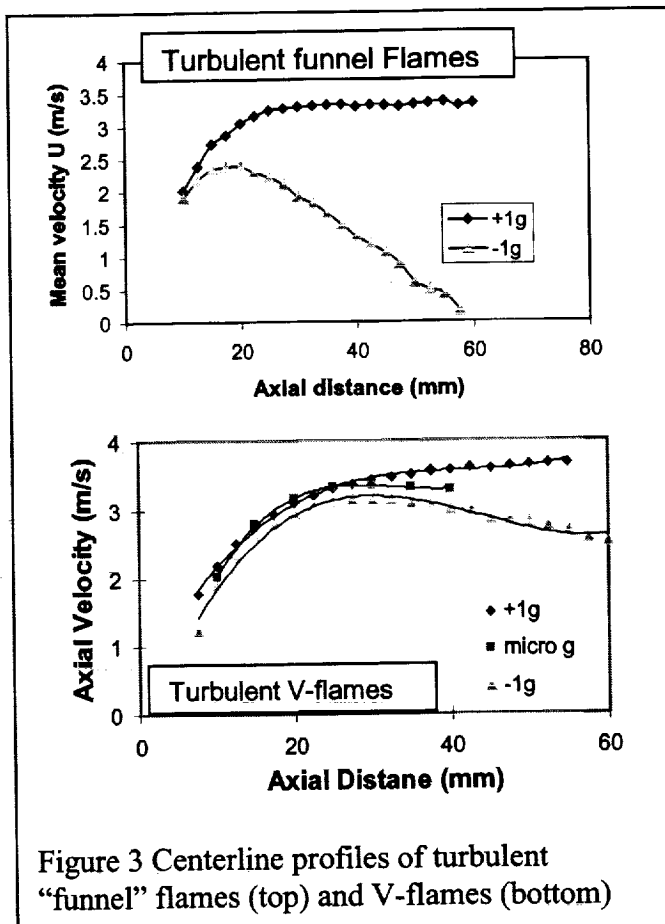 Turbulent funnel Flames
Mean velocity U (m/s)
4
3.5
3
2.5
2
1.5
1
0.5
0
+1g
-1g
0 20 40 60 80
Axial distance (mm)
Axial Velocity (m/s)
4
3
2
1
0
+1g
micro g
-1g
Turbulent V-flames
0 20 40 60
Axial Distane (mm)
Figure 3 Centerline profiles of turbulent
“funnel” flames (top) and V-flames (bottom)